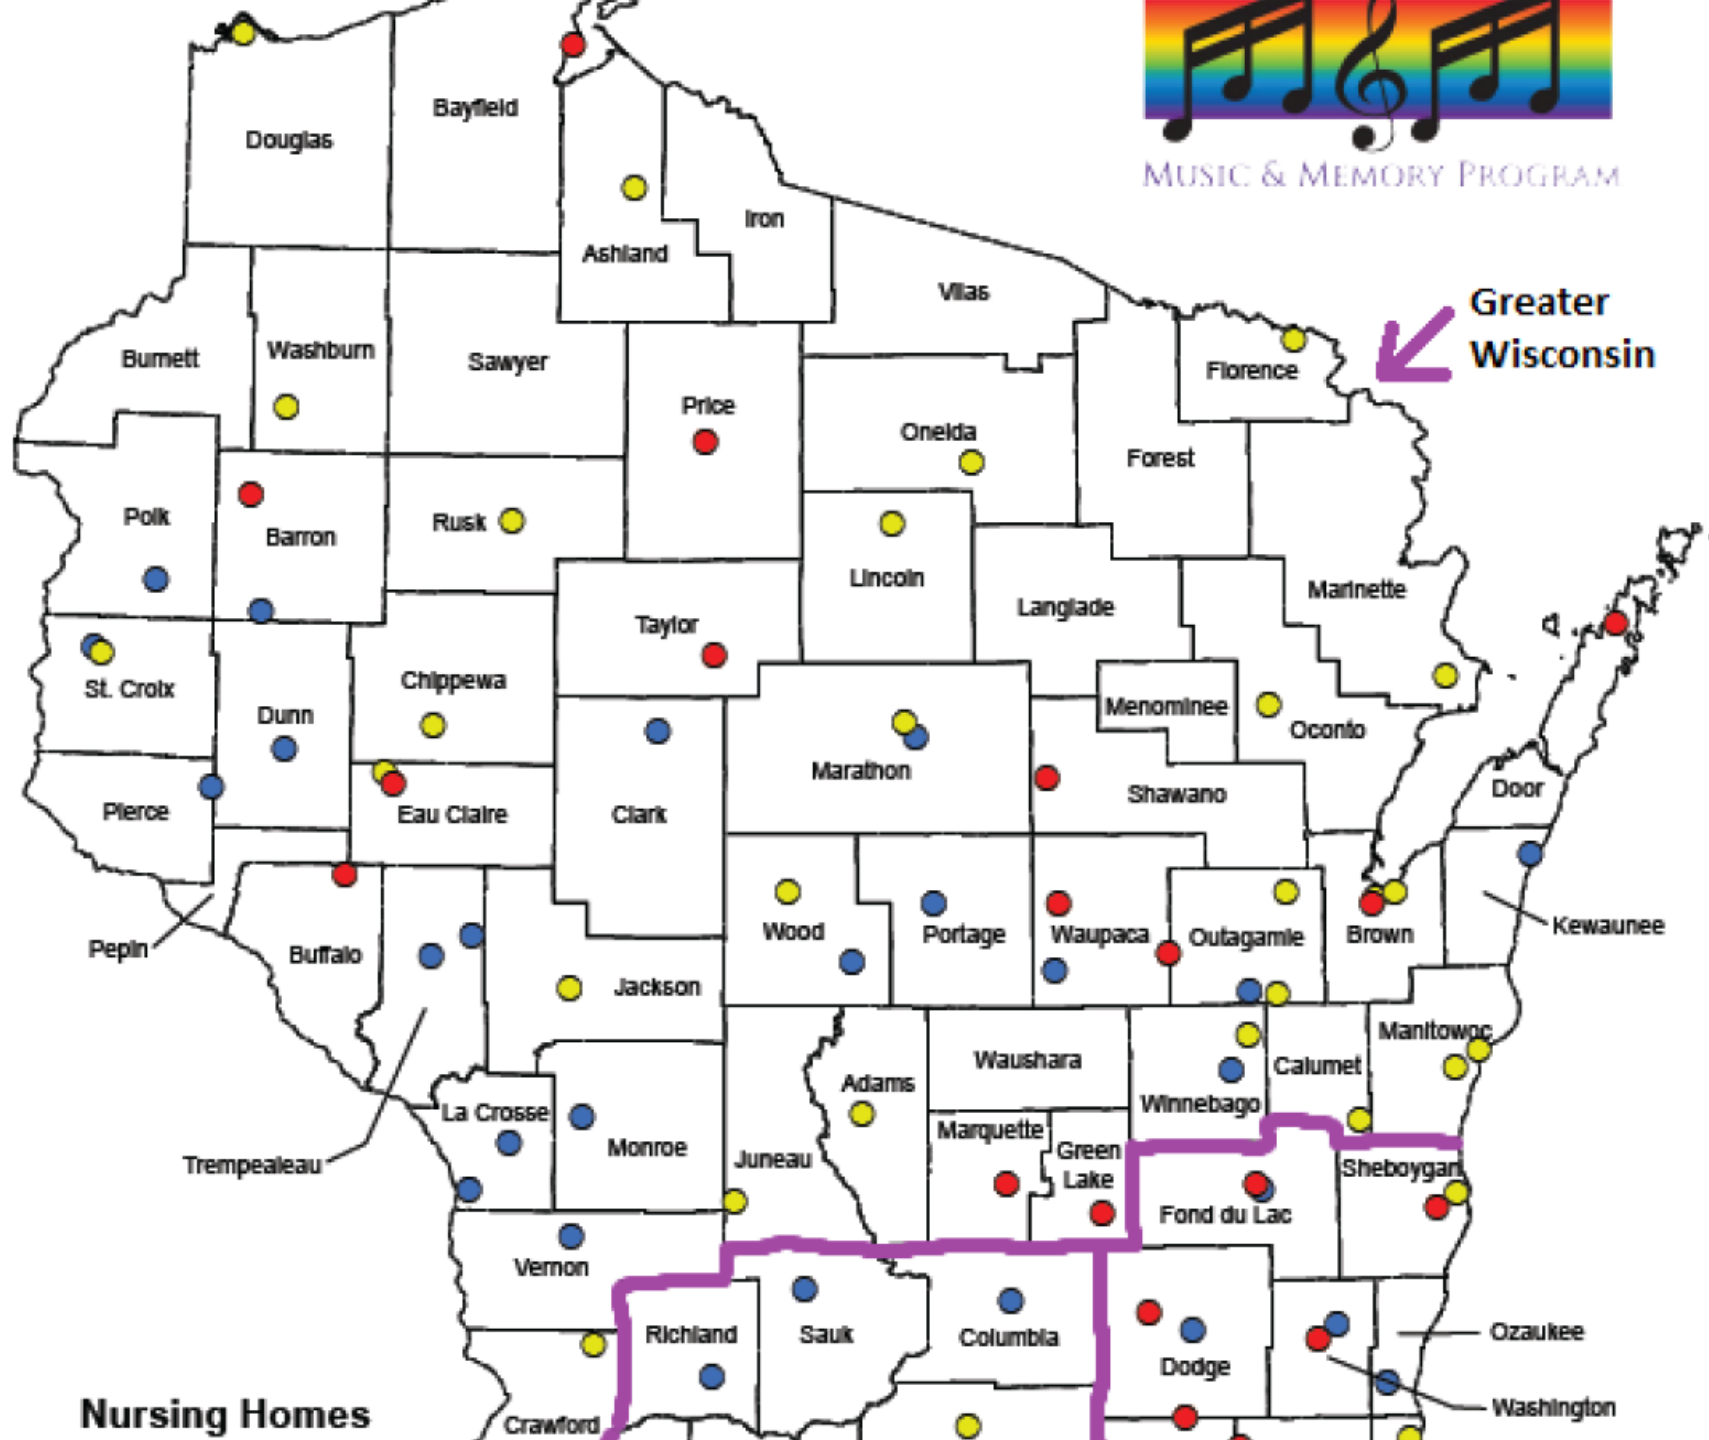 MUSIC & MEMORY PROGRAM
Douglas
Bayfield
Ashland
Iron
Vilas
Greater
Wisconsin
Burnett
Washburn
Sawyer
Price
Oneida
Forest
Florence
Polk
Barron
Rusk
Lincoln
Langlade
Marinette
Taylor
St. Croix
Dunn
Chippewa
Menominee
Oconto
Pierce
Eau Claire
Clark
Marathon
Shawano
Door
Pepin
Buffalo
Jackson
Wood
Portage
Waupaca
Outagamie
Brown
Kewaunee
Trempealeau
La Crosse
Monroe
Juneau
Adams
Waushara
Marquette
Green
Lake
Winnebago
Calumet
Manitowoc
Fond du Lac
Sheboygan
Vernon
Richland
Sauk
Columbia
Dodge
Ozaukee
Washington
Crawford
Nursing Homes